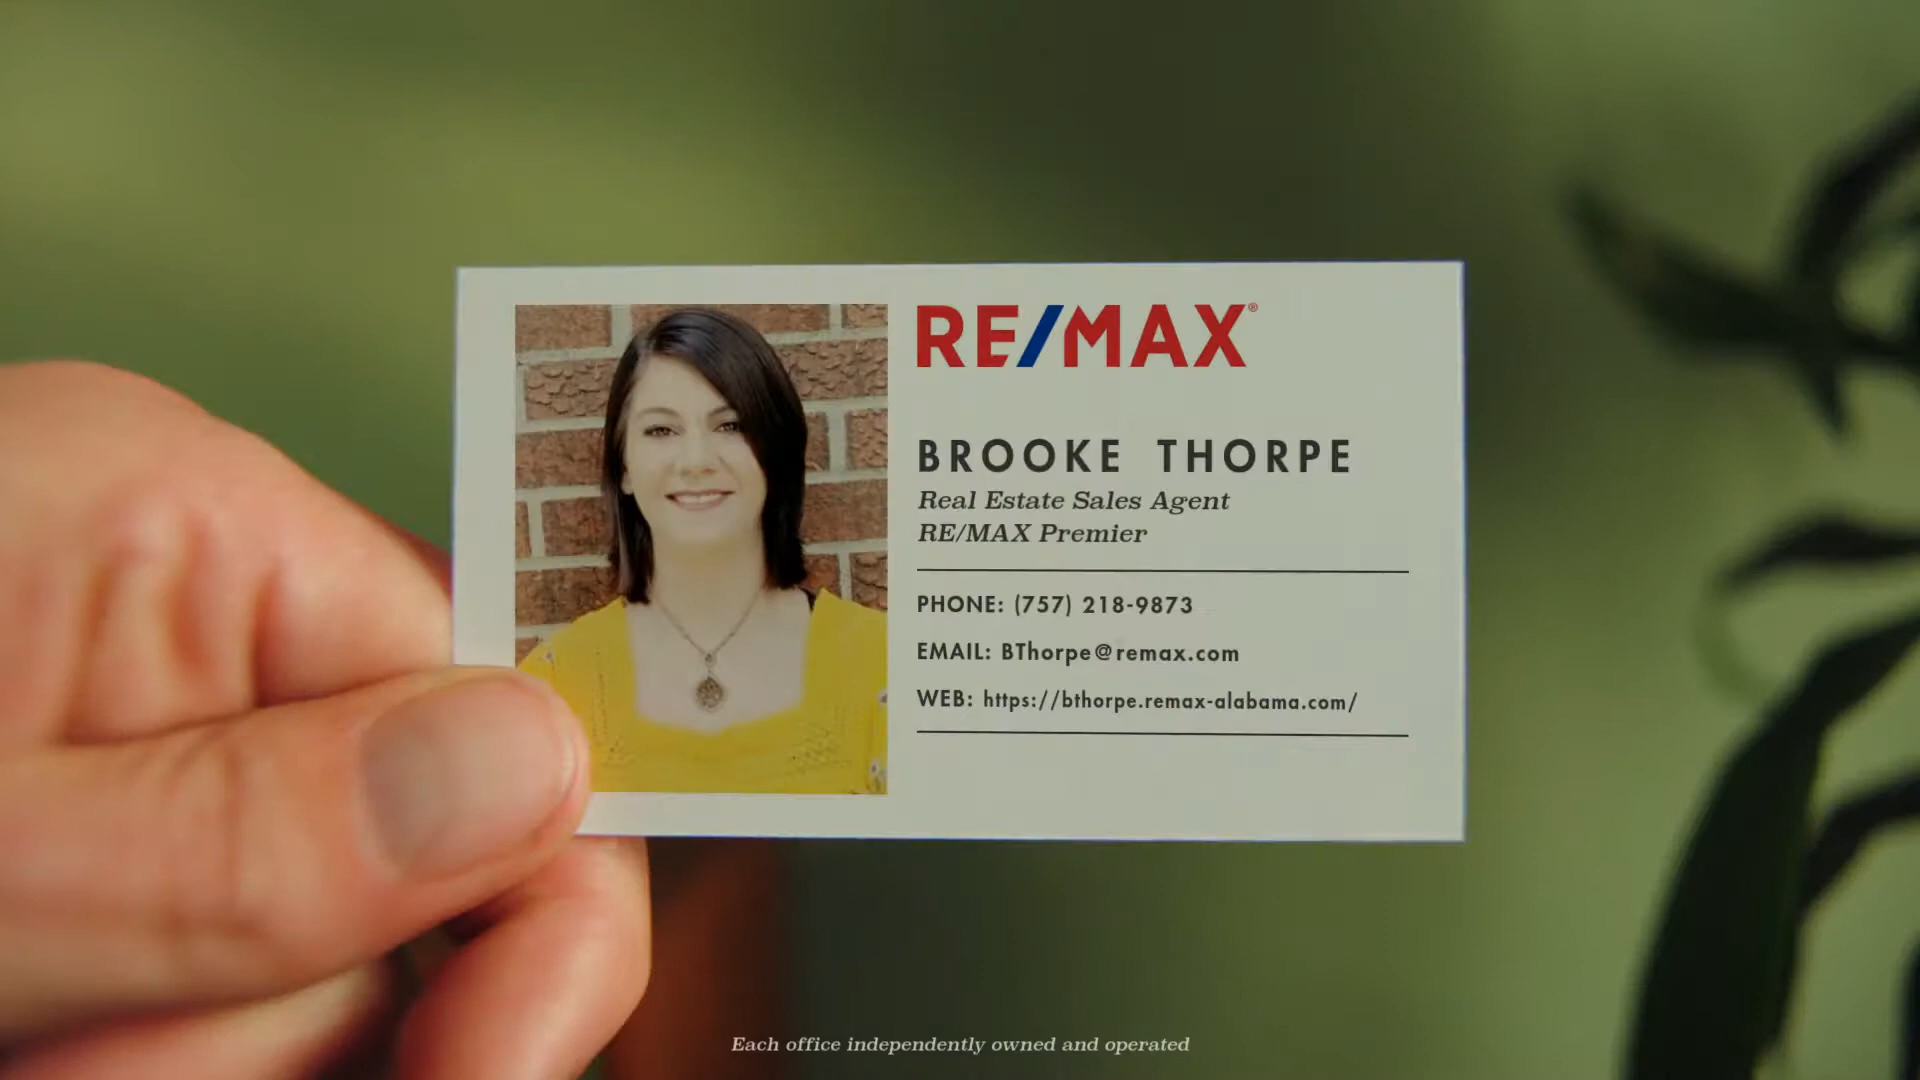 RE/MAX®
BROOKE THORPE
Real Estate Sales Agent
RE/MAX Premier
PHONE: (757) 218-9873
EMAIL: BThorpe@remax.com
WEB: https://bthorpe.remax-alabama.com/
Each office independently owned and operated